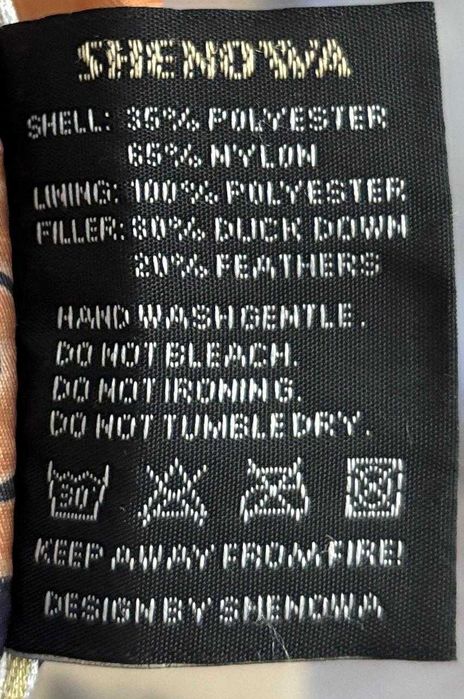 SHENOWA
SHELL: 35% POLYESTER
65% NYLON
LINING: 100% POLYESTER
FILLER: 80% DUCK DOWN
20% FEATHERS
HAND WASH GENTLE.
DO NOT BLEACH.
DO NOT IRONING.
DO NOT TUMBLE DRY.
30
KEEP AWAY FROM FIRE!
DESIGN BY SHENOWA